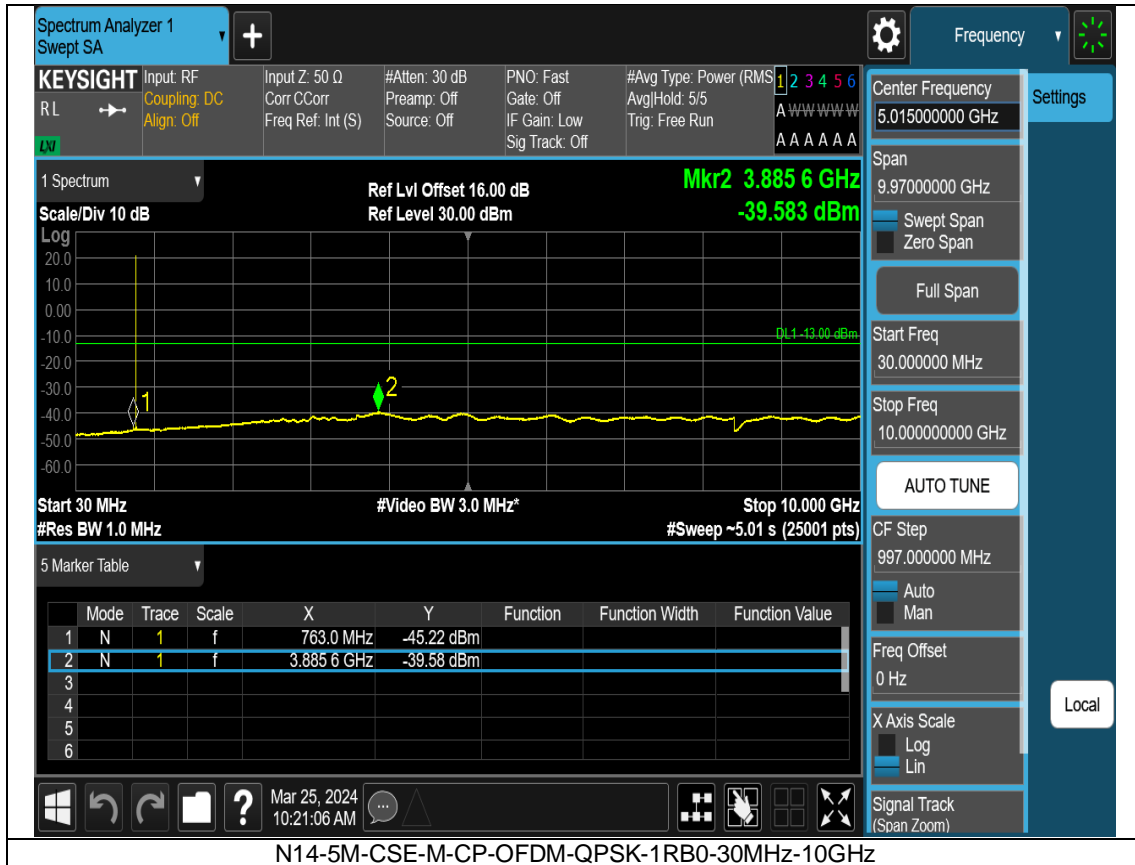 Spectrum Analyzer 1
Swept SA
+
Frequency
KEYSIGHT
R L
LXI
Input: RF
Coupling: DC
Align: Off
Input Z: 50 Ω
Corr CCorr
Freq Ref: Int (S)
#Atten: 30 dB
Preamp: Off
Source: Off
PNO: Fast
Gate: Off
IF Gain: Low
Sig Track: Off
#Avg Type: Power (RMS
Avg|Hold: 5/5
Trig: Free Run
1 2 3 4 5 6
A W W W W W
A A A A A A
1 Spectrum
Scale/Div 10 dB
Ref Lvl Offset 16.00 dB
Ref Level 30.00 dBm
Mkr2 3.885 6 GHz
-39.583 dBm
Log
20.0
10.0
0.00
-10.0
-20.0
-30.0
-40.0
-50.0
-60.0
DL1 -13.00 dBm
1
2
Start 30 MHz
#Video BW 3.0 MHz*
Stop 10.000 GHz
#Res BW 1.0 MHz
#Sweep ~5.01 s (25001 pts)
5 Marker Table
Mode Trace Scale X Y Function Function Width Function Value
1 N 1 f 763.0 MHz -45.22 dBm
2 N 1 f 3.885 6 GHz -39.58 dBm
3
4
5
6
Center Frequency
5.015000000 GHz
Settings
Span
9.97000000 GHz
Swept Span
Zero Span
Full Span
Start Freq
30.000000 MHz
Stop Freq
10.000000000 GHz
AUTO TUNE
CF Step
997.000000 MHz
Auto
Man
Freq Offset
0 Hz
X Axis Scale
Log
Lin
Signal Track
(Span Zoom)
Local
?
Mar 25, 2024
10:21:06 AM
N14-5M-CSE-M-CP-OFDM-QPSK-1RB0-30MHz-10GHz